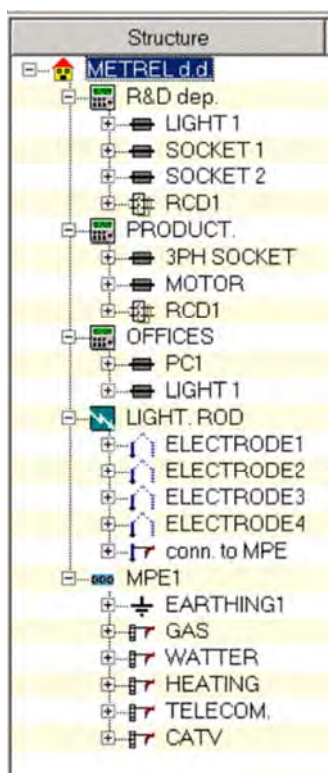 Structure
METREL d.d.
R&D dep.
LIGHT 1
SOCKET 1
SOCKET 2
RCD1
PRODUCT.
3PH SOCKET
MOTOR
RCD1
OFFICES
PC1
LIGHT 1
LIGHT. ROD
ELECTRODE1
ELECTRODE2
ELECTRODE3
ELECTRODE4
conn. to MPE
MPE1
EARTHING1
GAS
WATTER
HEATING
TELECOM.
CATV